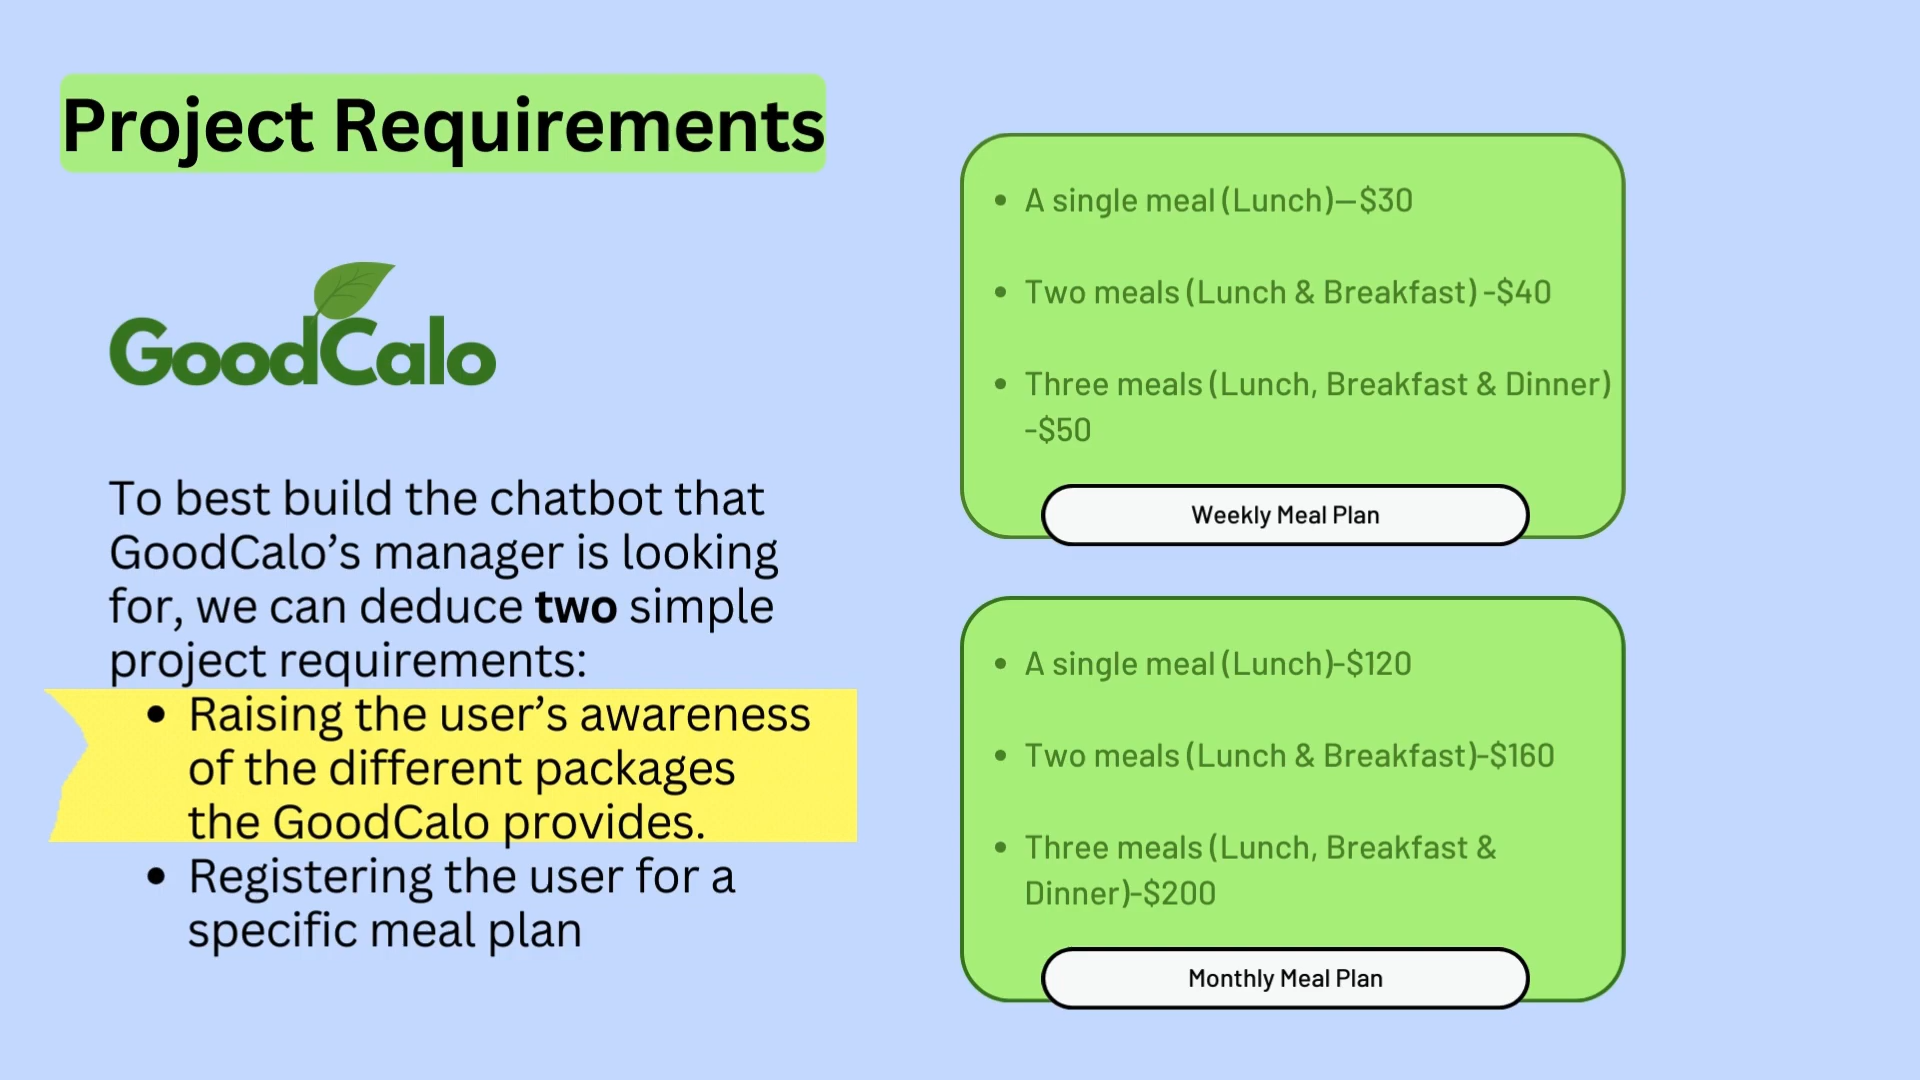 Project Requirements
GoodCalo
To best build the chatbot that
GoodCalo’s manager is looking
for, we can deduce two simple
project requirements:
• Raising the user’s awareness
of the different packages
the GoodCalo provides.
• Registering the user for a
specific meal plan
• A single meal (Lunch)—$30
• Two meals (Lunch & Breakfast) -$40
• Three meals (Lunch, Breakfast & Dinner)
-$50
Weekly Meal Plan
• A single meal (Lunch)-$120
• Two meals (Lunch & Breakfast)-$160
• Three meals (Lunch, Breakfast &
Dinner)-$200
Monthly Meal Plan